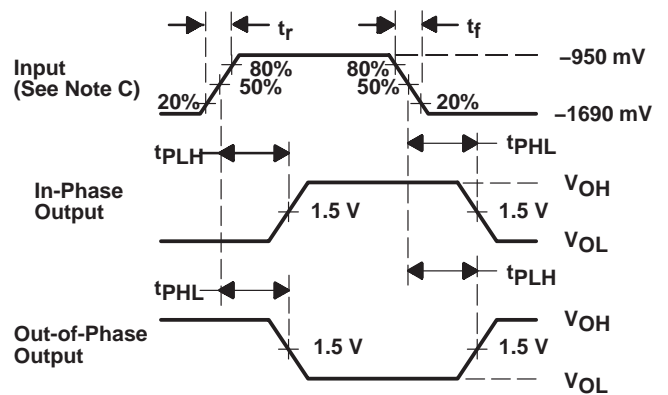 tr
tf
Input
(See Note C)
20%
80%
50%
80%
50%
20%
–950 mV
–1690 mV
tPLH
tPHL
In-Phase
Output
1.5 V
1.5 V
VOH
VOL
tPHL
tPLH
Out-of-Phase
Output
1.5 V
1.5 V
VOH
VOL